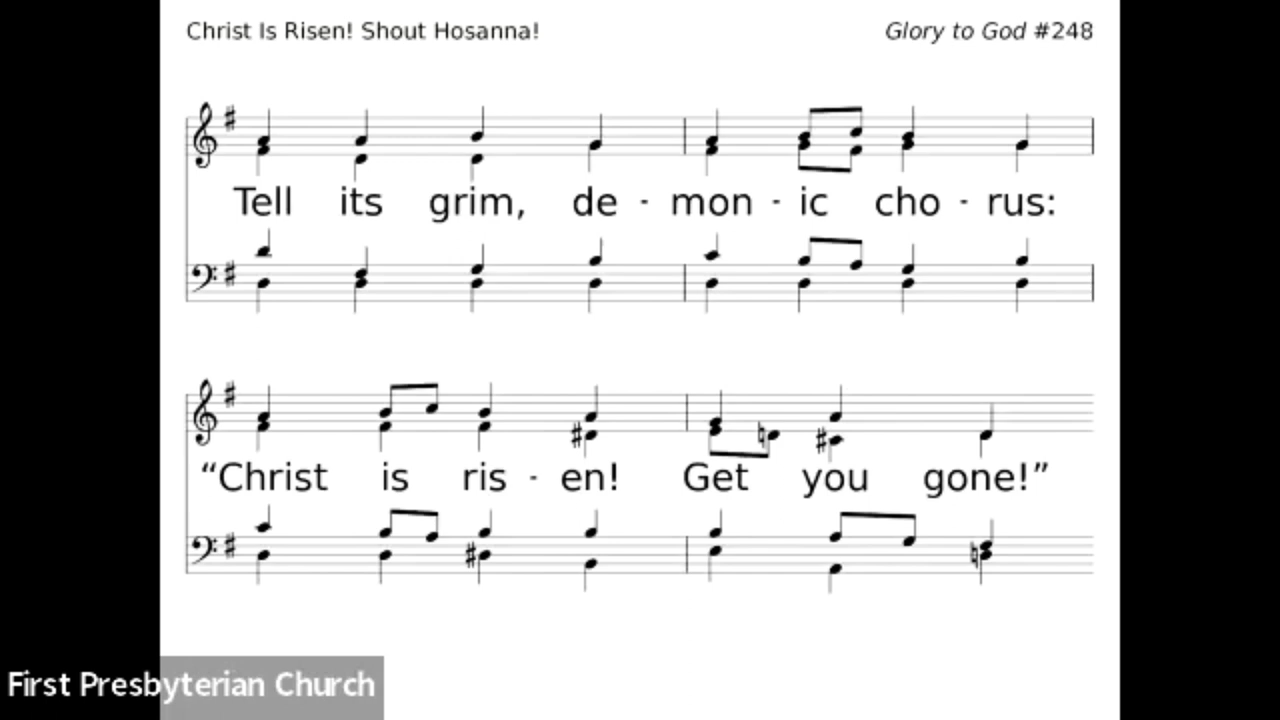 Christ Is Risen! Shout Hosanna!
Glory to God #248
Tell its grim, de - mon - ic cho - rus:
“Christ is ris - en! Get you gone!”
First Presbyterian Church